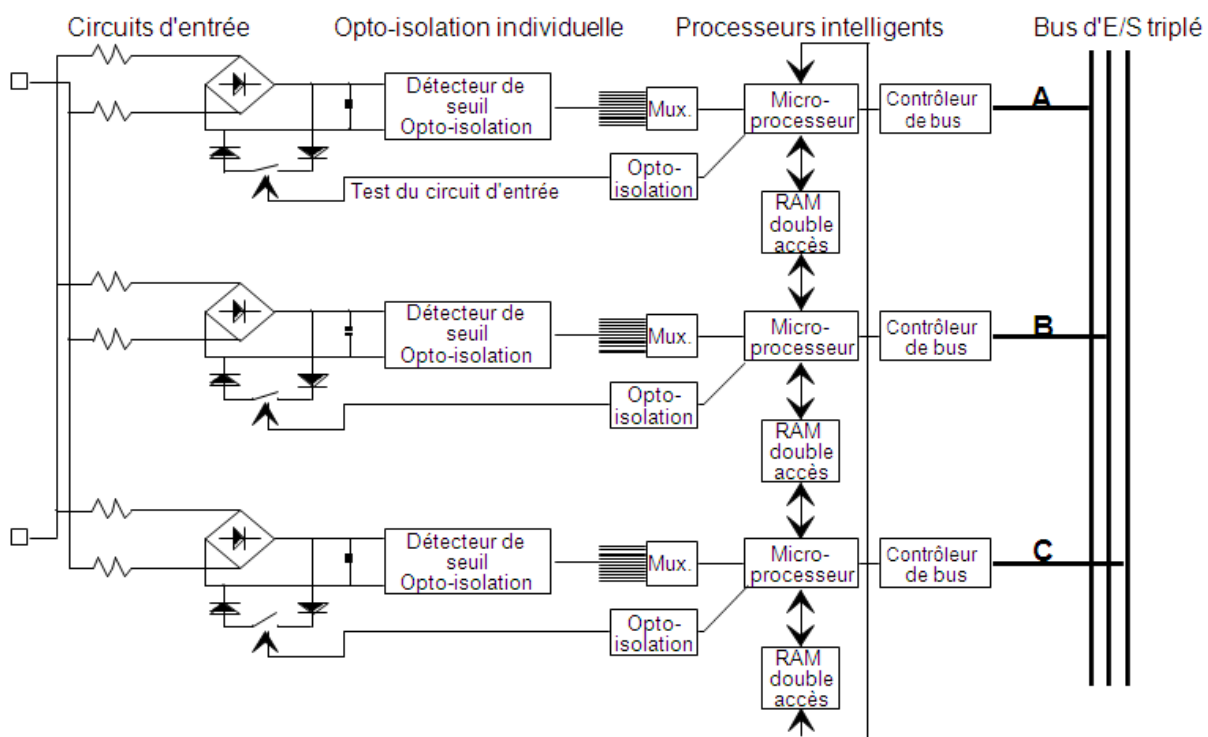 Circuits d'entrée
Opto-isolation individuelle
Processeurs intelligents
Bus d'E/S triplé
Détecteur de
seuil
Opto-isolation
Mux.
Micro-
processeur
Contrôleur
de bus
A
Test du circuit d'entrée
Opto-
isolation
RAM
double
accès
Détecteur de
seuil
Opto-isolation
Mux.
Micro-
processeur
Contrôleur
de bus
B
Opto-
isolation
RAM
double
accès
Détecteur de
seuil
Opto-isolation
Mux.
Micro-
processeur
Contrôleur
de bus
C
Opto-
isolation
RAM
double
accès